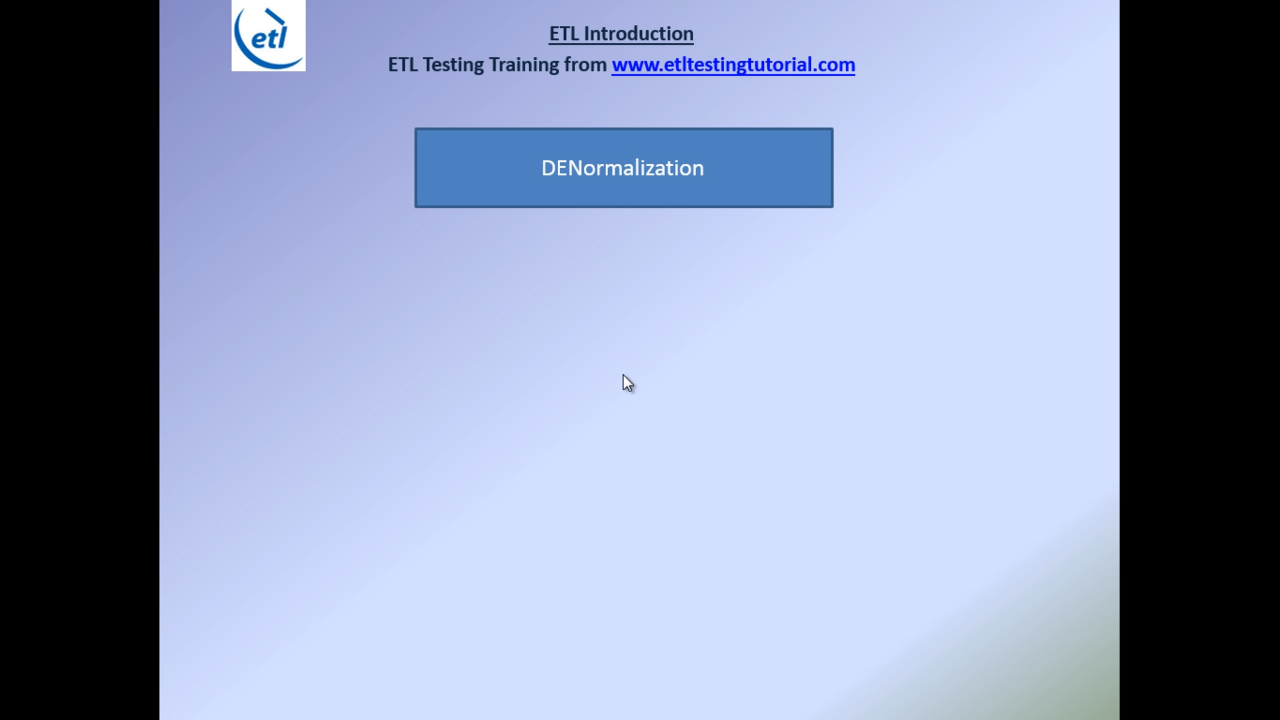 etl
ETL Introduction
ETL Testing Training from www.etltestingtutorial.com
DENormalization